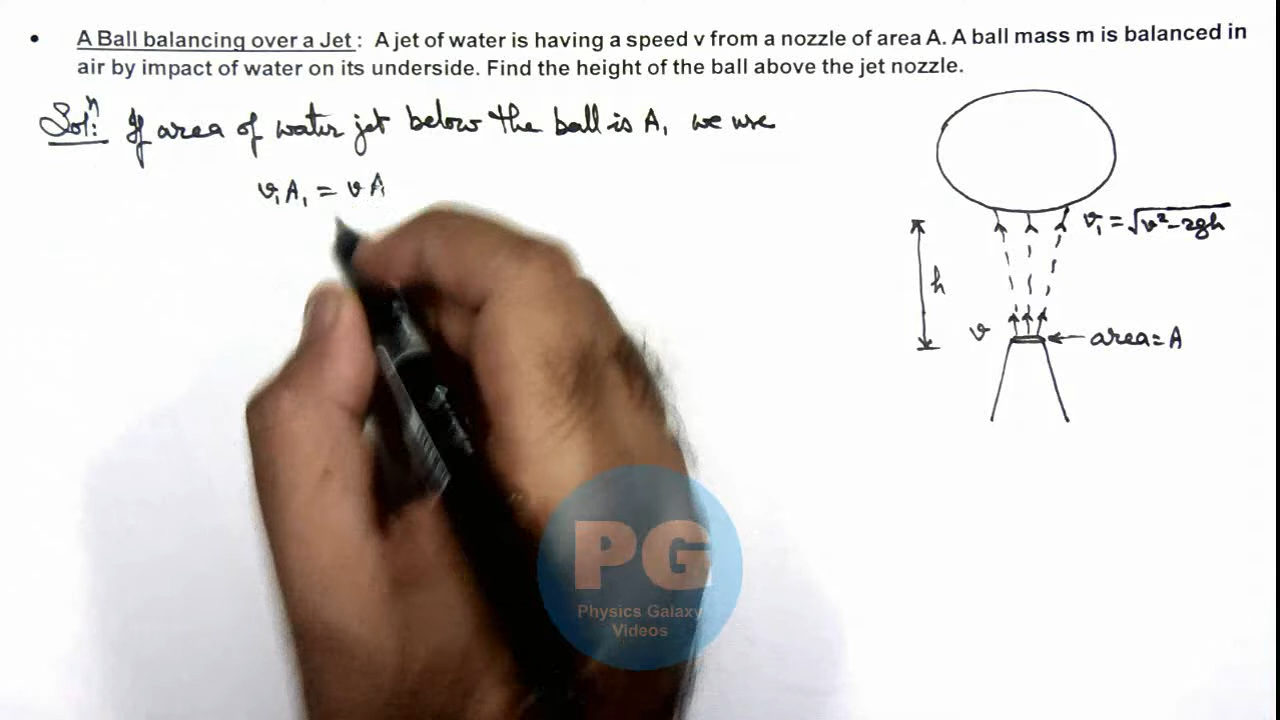 • A Ball balancing over a Jet : A jet of water is having a speed v from a nozzle of area A. A ball mass m is balanced in
air by impact of water on its underside. Find the height of the ball above the jet nozzle.
Solⁿ: If area of water jet below the ball is A₁ we use
v₁A₁ = vA
v₁ = √v²-2gh
h
v
area = A
PG
Physics Galaxy
Videos